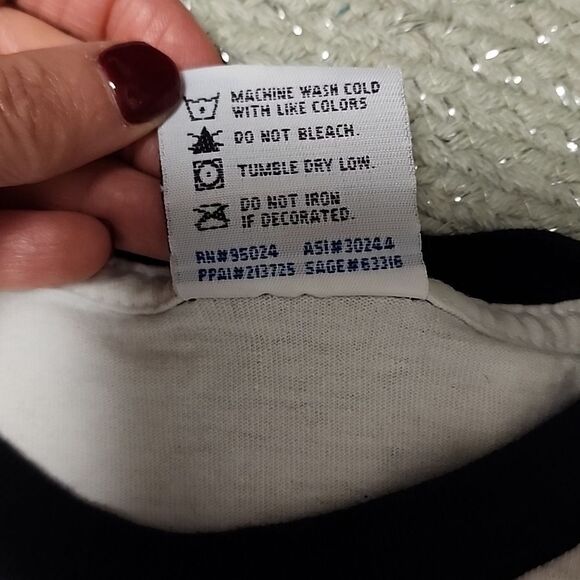 MACHINE WASH COLD
WITH LIKE COLORS
DO NOT BLEACH.
TUMBLE DRY LOW.
DO NOT IRON
IF DECORATED.
RN#95024 ASI#30244
PPAI#213725 SAGE#63316